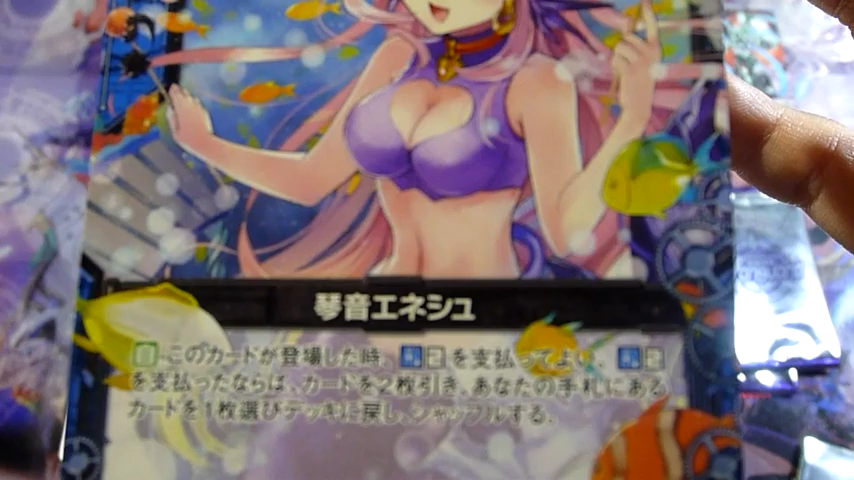 琴音エネシュ
このカードが登場した時、を支払ってよい。
を支払ったならば、カードを2枚引き、あなたの手札にある
カードを1枚選びデッキに戻し、シャッフルする。